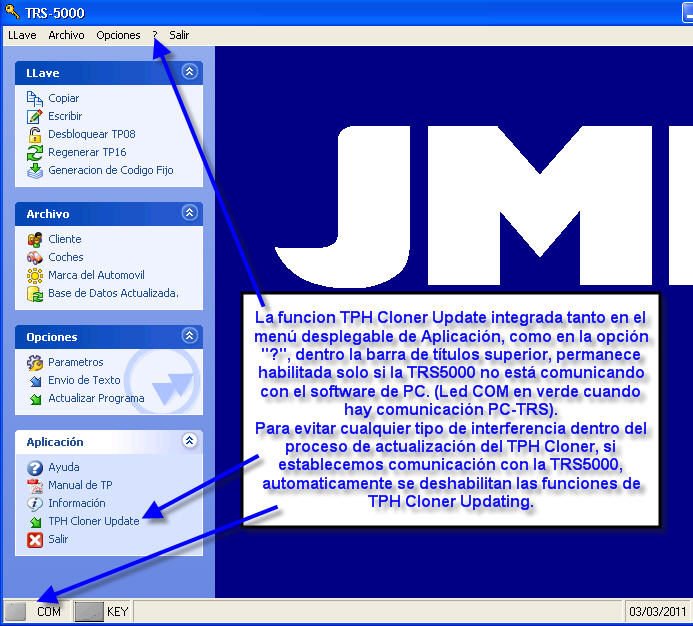 TRS-5000
LLave Archivo Opciones ? Salir
LLave
Copiar
Escribir
Desbloquear TP08
Regenerar TP16
Generacion de Codigo Fijo
Archivo
Cliente
Coches
Marca del Automovil
Base de Datos Actualizada.
Opciones
Parametros
Envio de Texto
Actualizar Programa
Aplicación
Ayuda
Manual de TP
Información
TPH Cloner Update
Salir
JM
La funcion TPH Cloner Update integrada tanto en el
menú desplegable de Aplicación, como en la opción
"?", dentro la barra de titulos superior, permanece
habilitada solo si la TRS5000 no está comunicando
con el software de PC. (Led COM en verde cuando
hay comunicación PC-TRS).
Para evitar cualquier tipo de interferencia dentro del
proceso de actualización del TPH Cloner, si
establecemos comunicación con la TRS5000,
automaticamente se deshabilitan las funciones de
TPH Cloner Updating.
COM KEY 03/03/2011